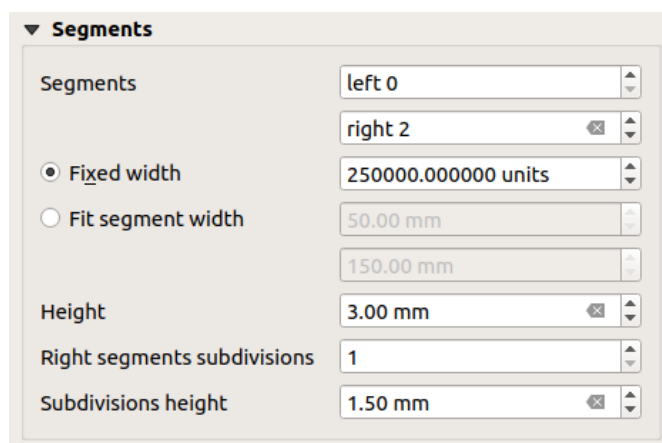 Segments
Segments left 0
right 2
Fixed width 250000.000000 units
Fit segment width 50.00 mm
150.00 mm
Height 3.00 mm
Right segments subdivisions 1
Subdivisions height 1.50 mm